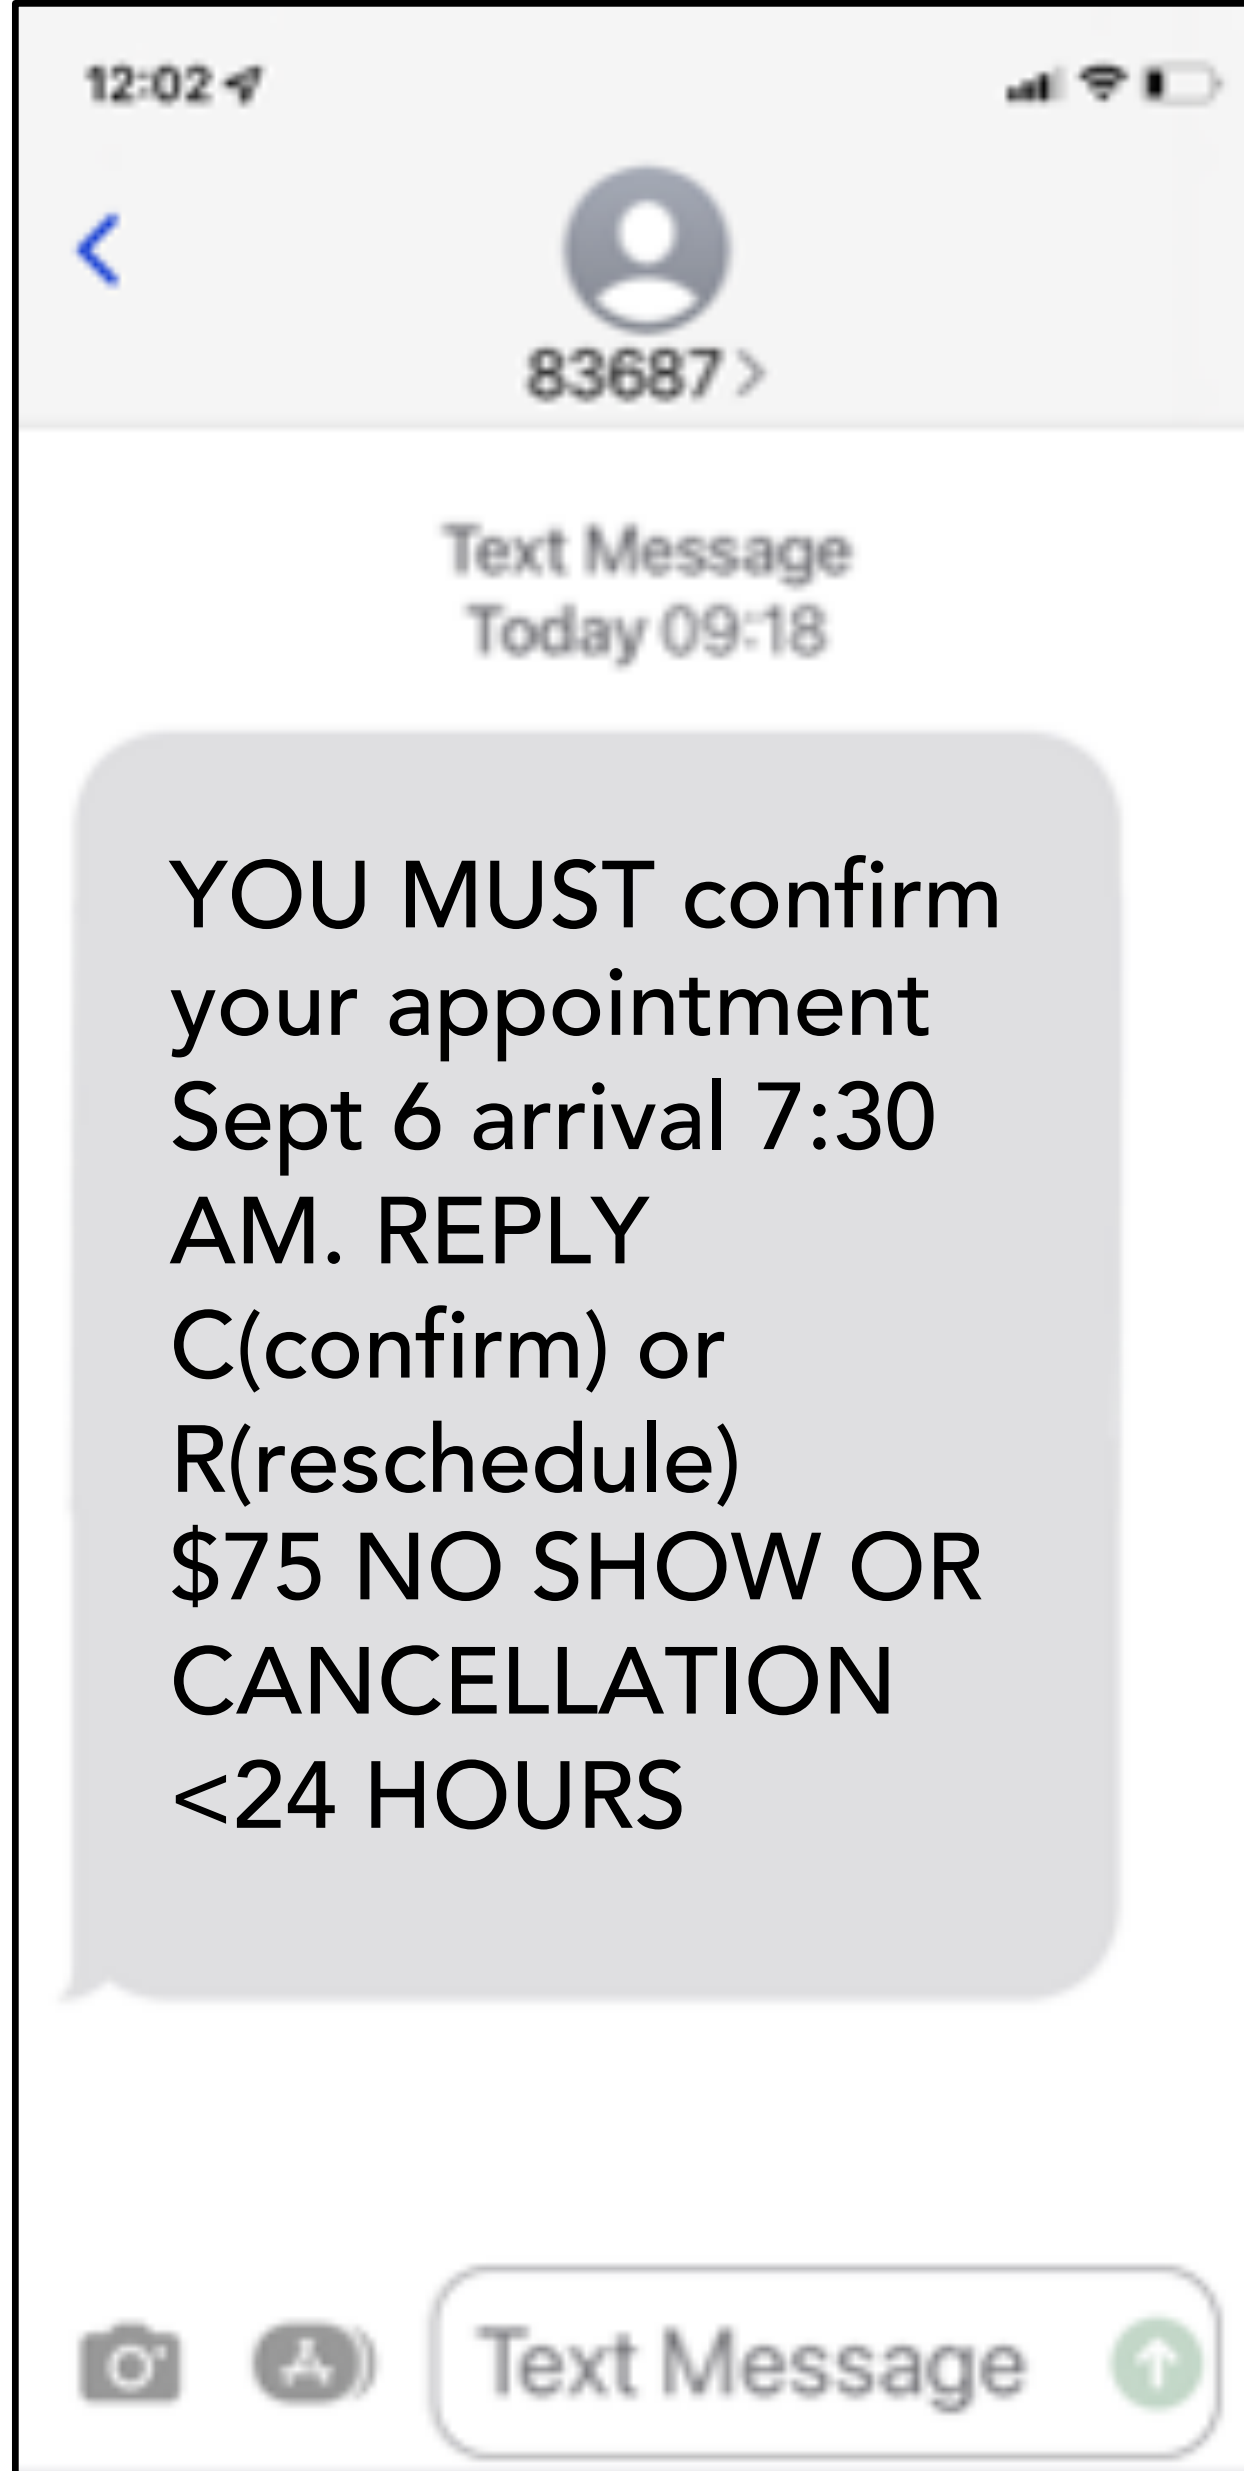 12:02
83687
Text Message
Today 09:18
YOU MUST confirm
your appointment
Sept 6 arrival 7:30
AM. REPLY
C(confirm) or
R(reschedule)
$75 NO SHOW OR
CANCELLATION
<24 HOURS
Text Message